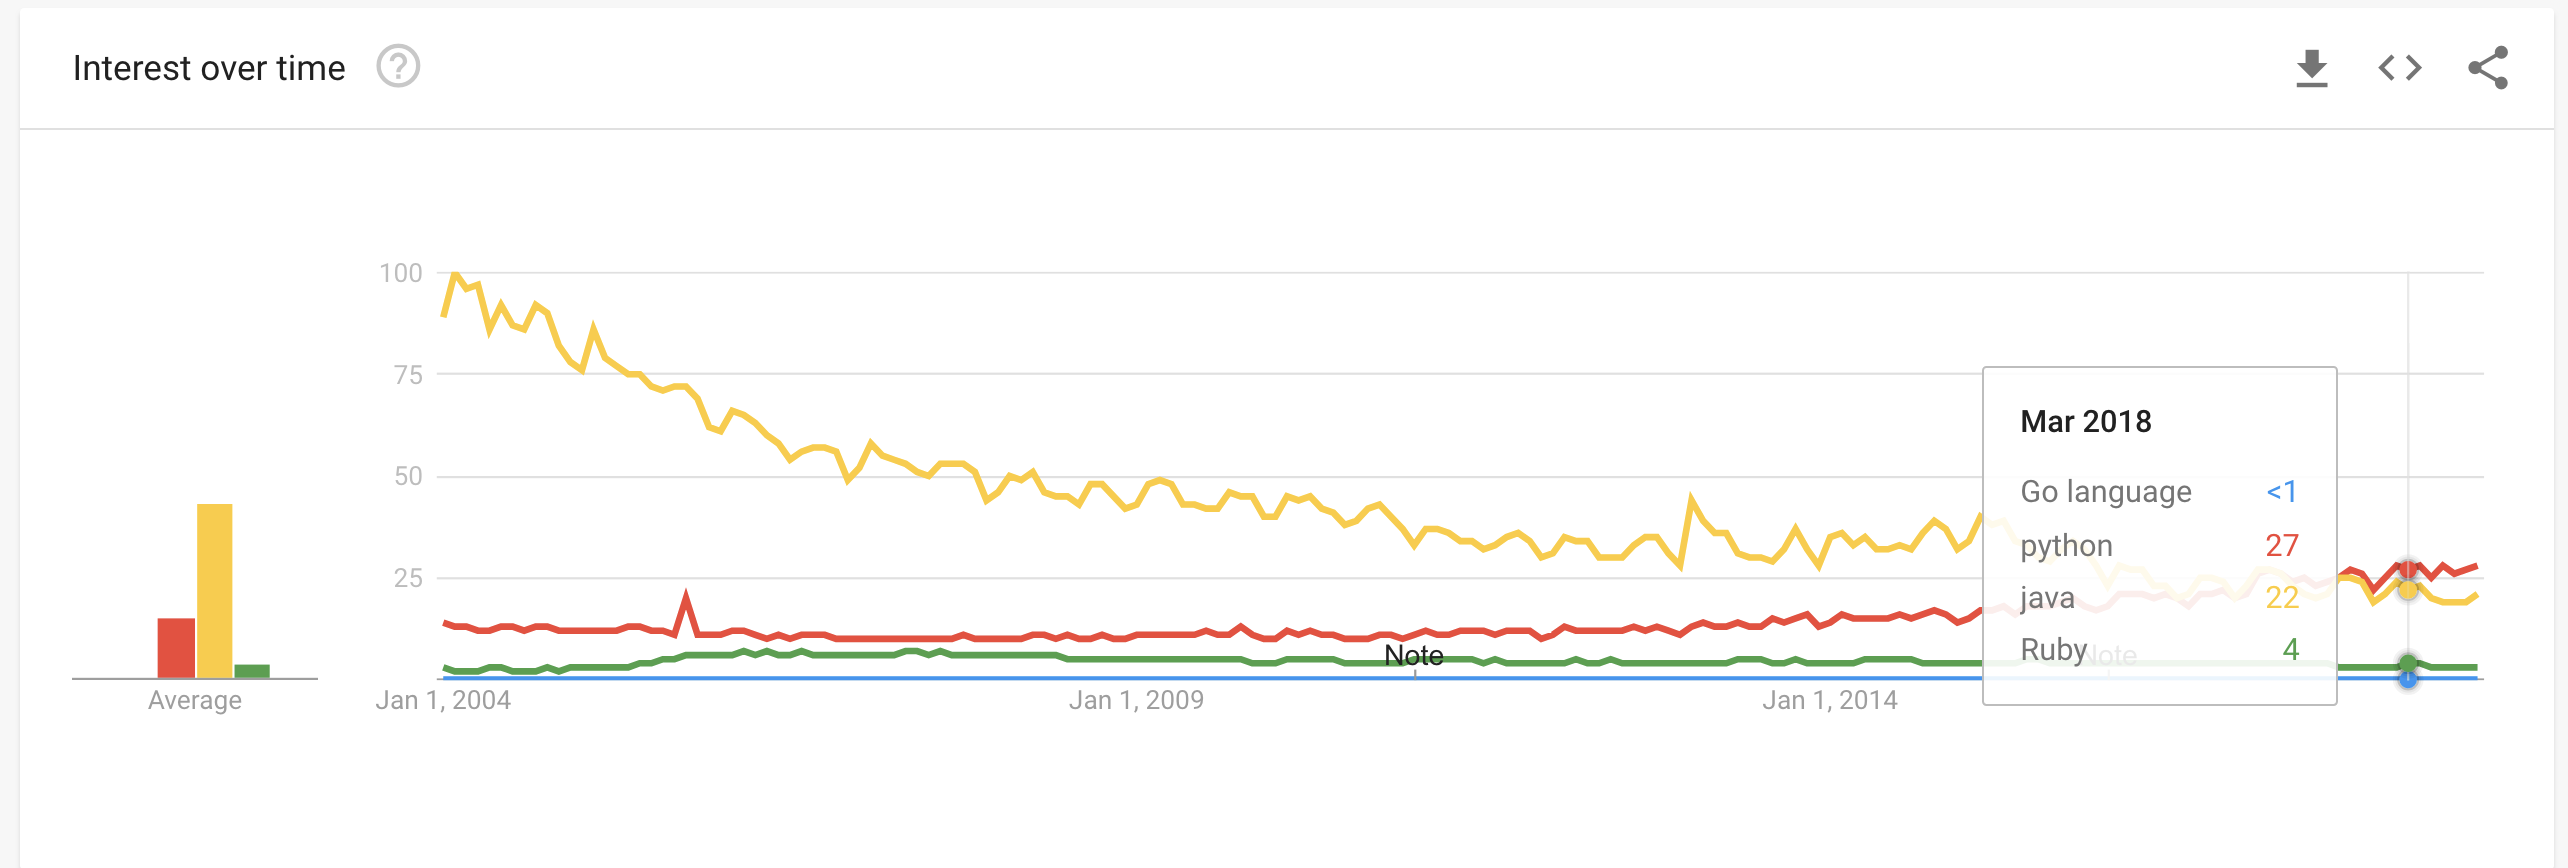 Interest over time ?
100
75
50
25
Average
Jan 1, 2004
Jan 1, 2009
Jan 1, 2014
Note
Note
Mar 2018
Go language <1
python 27
java 22
Ruby 4